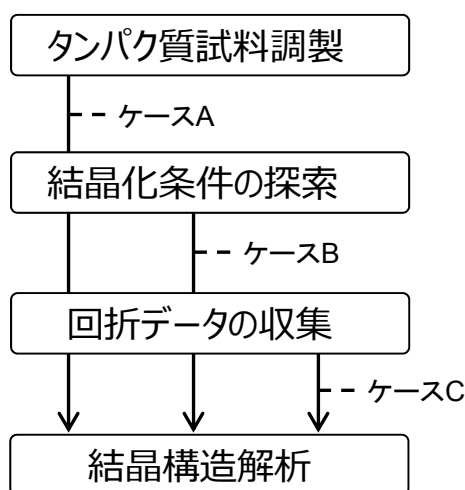 タンパク質試料調製
ケースA
結晶化条件の探索
ケースB
回折データの収集
ケースC
結晶構造解析